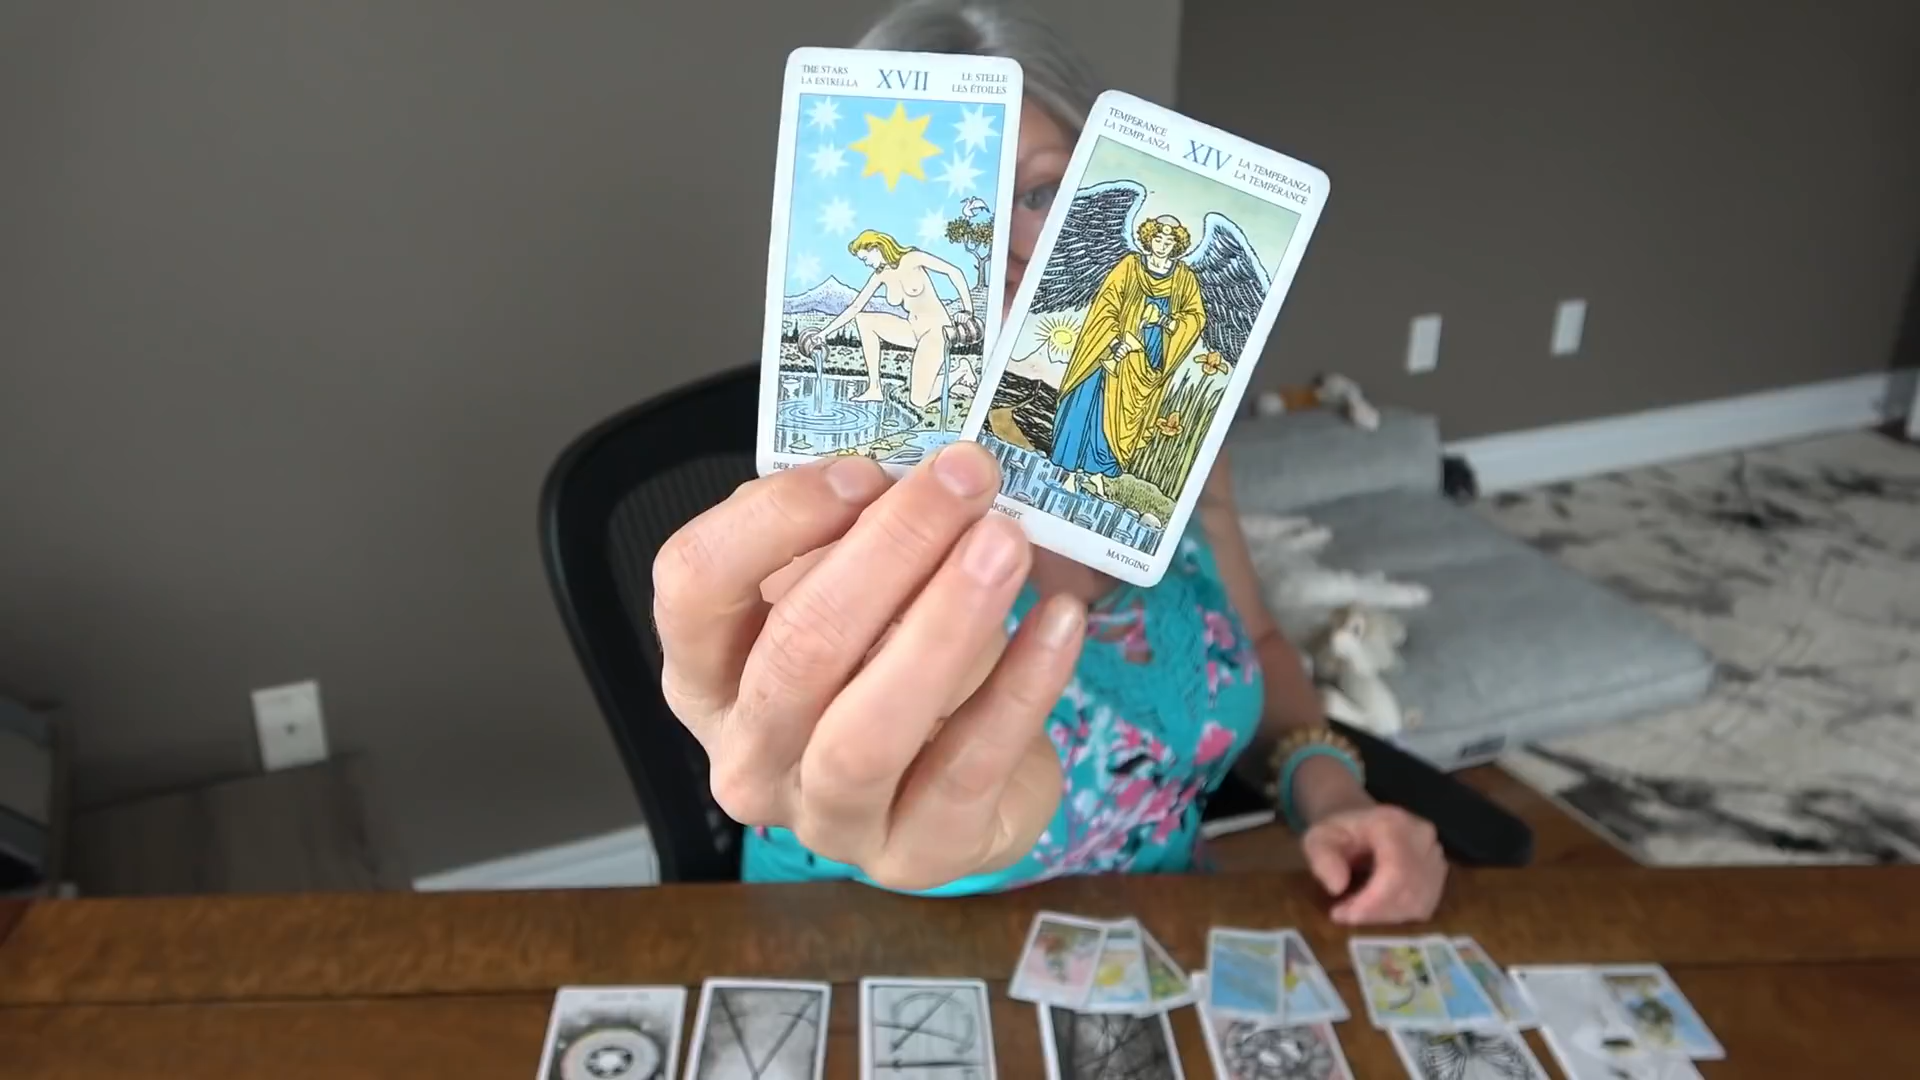 THE STARS
LA ESTRELLA
XVII
LE STELLE
LES ÉTOILES
TEMPERANCE
LA TEMPLANZA
XIV
LA TEMPERANZA
LA TEMPÉRANCE
MATIGING